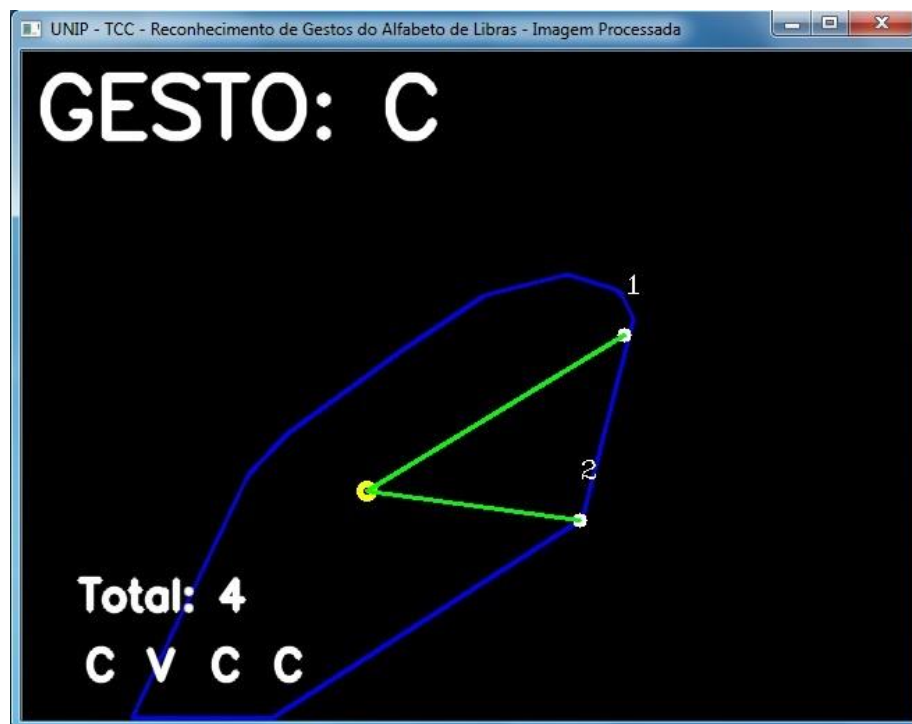 UNIP - TCC - Reconhecimento de Gestos do Alfabeto de Libras - Imagem Processada
GESTO: C
1
2
Total: 4
C V C C